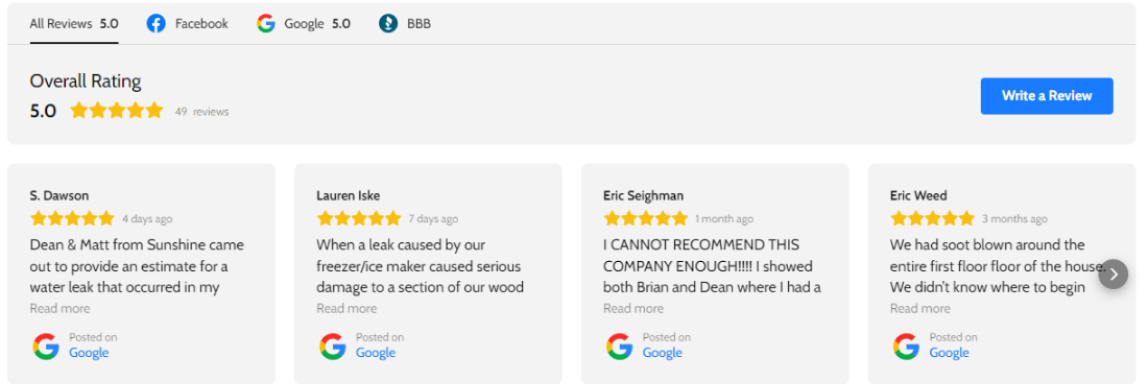 All Reviews 5.0 Facebook Google 5.0 BBB
Overall Rating
5.0 49 reviews
Write a Review
S. Dawson
4 days ago
Dean & Matt from Sunshine came
out to provide an estimate for a
water leak that occurred in my
Read more
Posted on
Google
Lauren Iske
7 days ago
When a leak caused by our
freezer/ice maker caused serious
damage to a section of our wood
Read more
Posted on
Google
Eric Seighman
1 month ago
I CANNOT RECOMMEND THIS
COMPANY ENOUGH!!!! I showed
both Brian and Dean where I had a
Read more
Posted on
Google
Eric Weed
3 months ago
We had soot blown around the
entire first floor floor of the house.
We didn't know where to begin
Read more
Posted on
Google